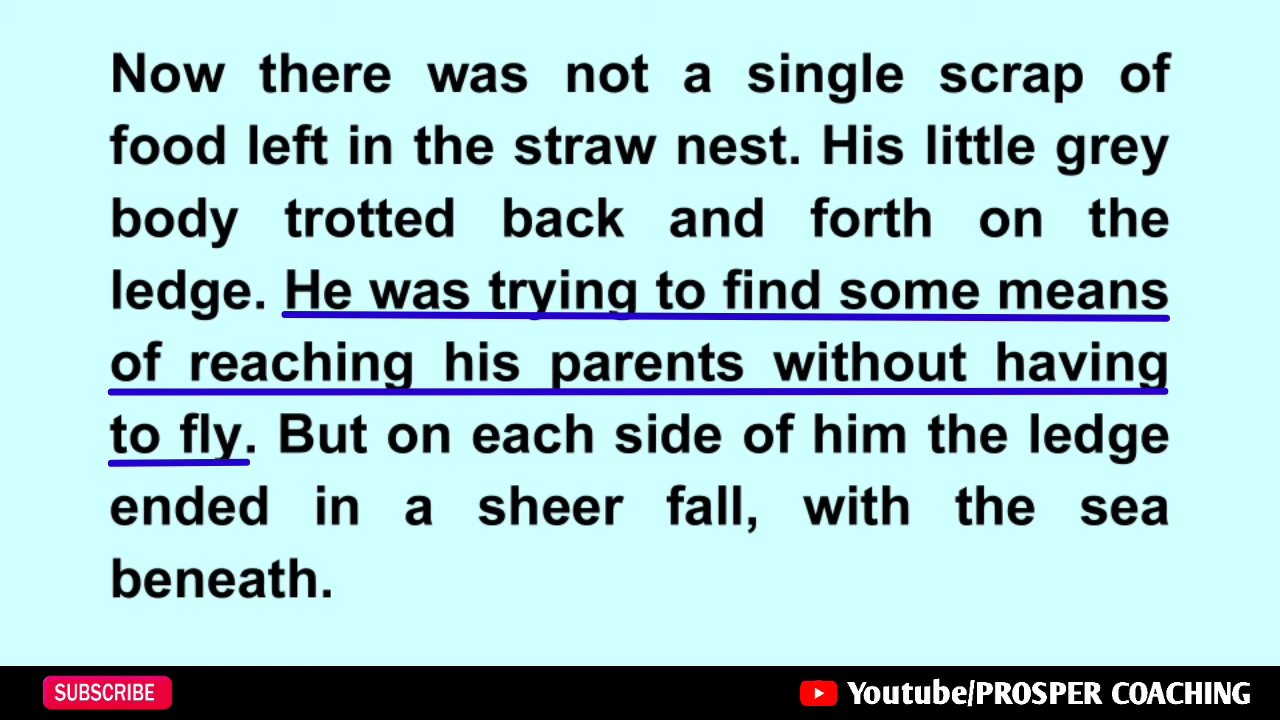 Now there was not a single scrap of
food left in the straw nest. His little grey
body trotted back and forth on the
ledge. He was trying to find some means
of reaching his parents without having
to fly. But on each side of him the ledge
ended in a sheer fall, with the sea
beneath.
SUBSCRIBE
Youtube/PROSPER COACHING